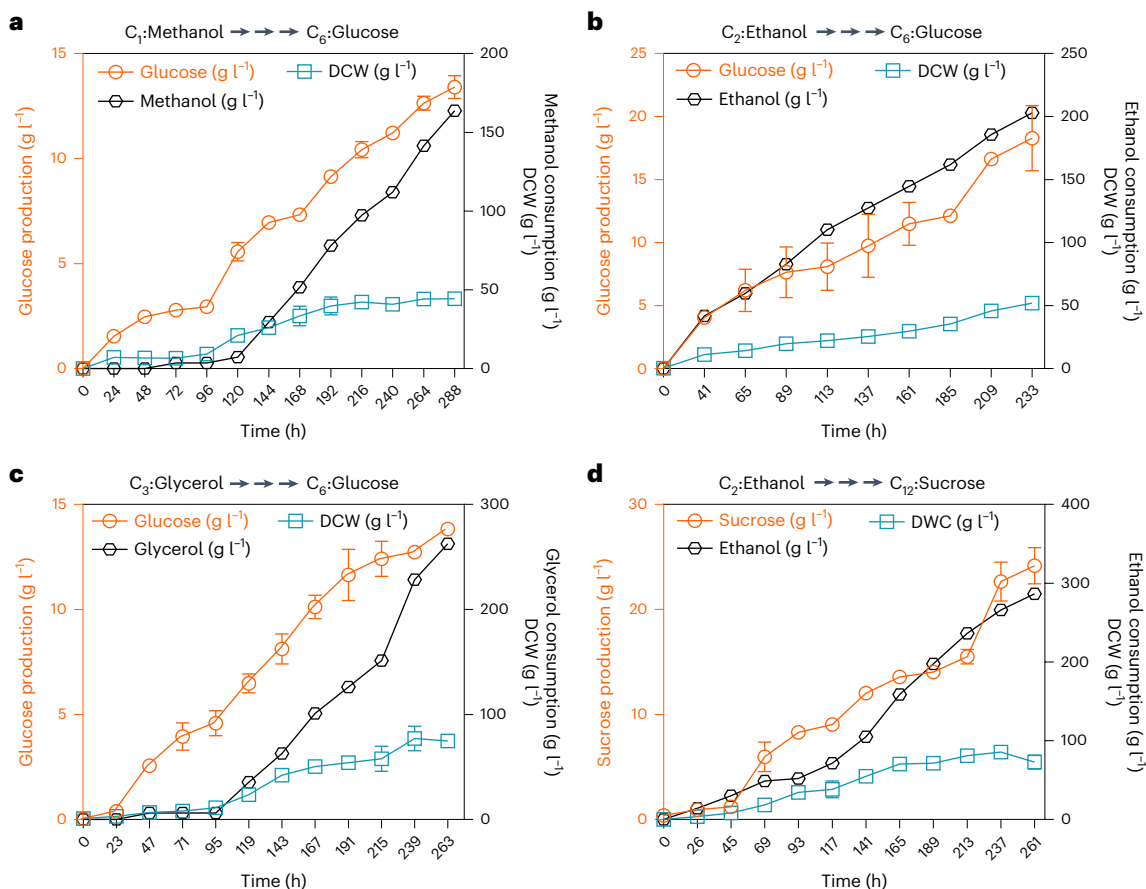 a
C₁:Methanol → → → C₆:Glucose
15
10
5
0
Glucose production (g l⁻¹)
Glucose (g l⁻¹)
DCW (g l⁻¹)
Methanol (g l⁻¹)
200
150
100
50
0
Methanol consumption (g l⁻¹)
DCW (g l⁻¹)
0 24 48 72 96 120 144 168 192 216 240 264 288
Time (h)
b
C₂:Ethanol → → → C₆:Glucose
25
20
15
10
5
0
Glucose production (g l⁻¹)
Glucose (g l⁻¹)
DCW (g l⁻¹)
Ethanol (g l⁻¹)
250
200
150
100
50
0
Ethanol consumption (g l⁻¹)
DCW (g l⁻¹)
0 41 65 89 113 137 161 185 209 233
Time (h)
c
C₃:Glycerol → → → C₆:Glucose
15
10
5
0
Glucose production (g l⁻¹)
Glucose (g l⁻¹)
DCW (g l⁻¹)
Glycerol (g l⁻¹)
300
200
100
0
Glycerol consumption (g l⁻¹)
DCW (g l⁻¹)
0 23 47 71 95 119 143 167 191 215 239 263
Time (h)
d
C₂:Ethanol → → → C₁₂:Sucrose
30
20
10
0
Sucrose production (g l⁻¹)
Sucrose (g l⁻¹)
DWC (g l⁻¹)
Ethanol (g l⁻¹)
400
300
200
100
0
Ethanol consumption (g l⁻¹)
DCW (g l⁻¹)
0 26 45 69 93 117 141 165 189 213 237 261
Time (h)